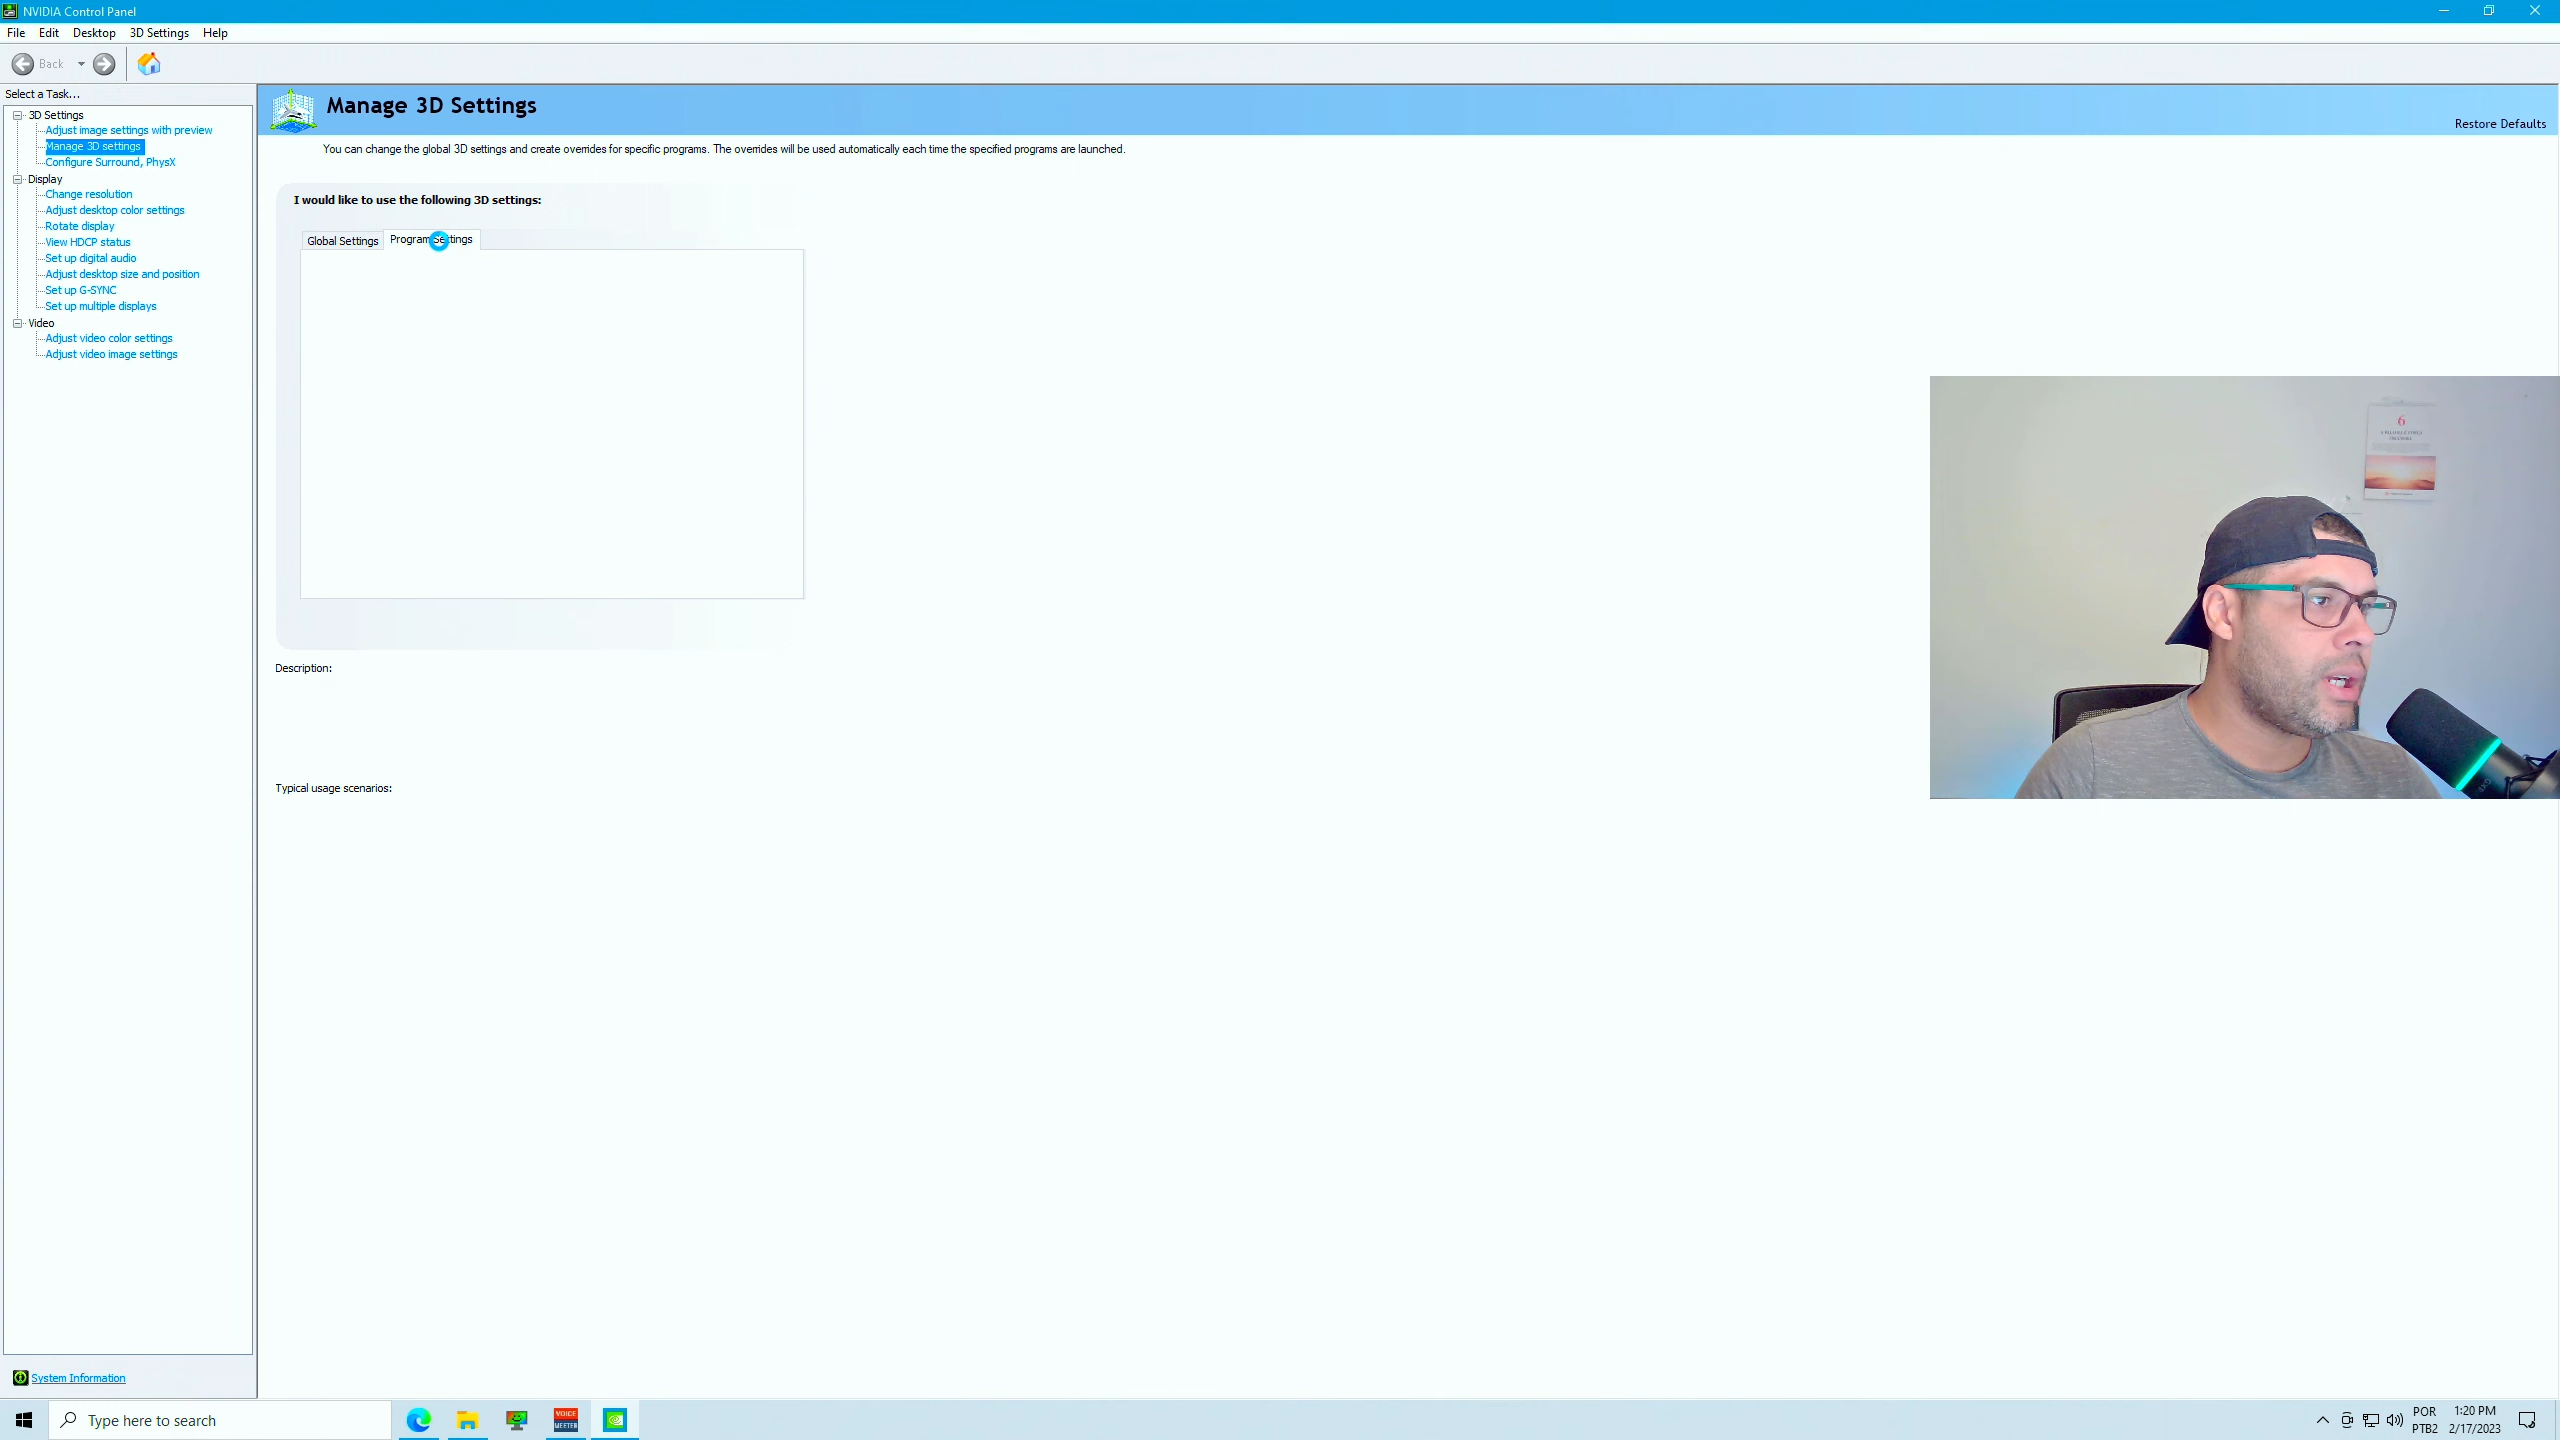 NVIDIA Control Panel
File Edit Desktop 3D Settings Help
Back
Select a Task...
3D Settings
Adjust image settings with preview
Manage 3D settings
Configure Surround, PhysX
Display
Change resolution
Adjust desktop color settings
Rotate display
View HDCP status
Set up digital audio
Adjust desktop size and position
Set up G-SYNC
Set up multiple displays
Video
Adjust video color settings
Adjust video image settings
System Information
Manage 3D Settings
Restore Defaults
You can change the global 3D settings and create overrides for specific programs. The overrides will be used automatically each time the specified programs are launched.
I would like to use the following 3D settings:
Global Settings Program Settings
Description:
Typical usage scenarios:
6
Type here to search
VOICE
MEETER
POR
PTB2
1:20 PM
2/17/2023